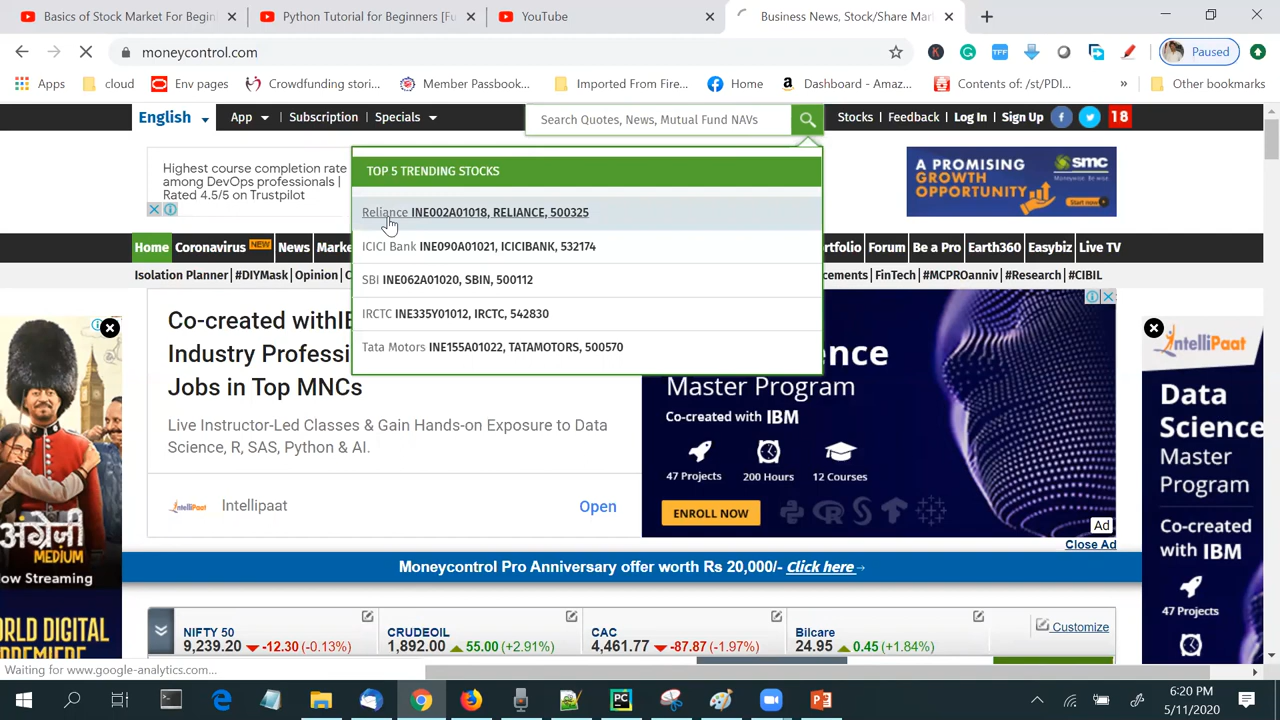 Basics of Stock Market For Begin
Python Tutorial for Beginners [Fu
YouTube
Business News, Stock/Share Mar
moneycontrol.com
Paused
Apps
cloud
Env pages
Crowdfunding stori...
Member Passbook...
Imported From Fire...
Home
Dashboard - Amaz...
Contents of: /st/PDI...
Other bookmarks
English
App
Subscription
Specials
Search Quotes, News, Mutual Fund NAVs
Stocks
Feedback
Log In
Sign Up
18
Highest course completion rate
among DevOps professionals |
Rated 4.5/5 on Trustpilot
TOP 5 TRENDING STOCKS
Reliance INE002A01018, RELIANCE, 500325
ICICI Bank INE090A01021, ICICIBANK, 532174
SBI INE062A01020, SBIN, 500112
IRCTC INE335Y01012, IRCTC, 542830
Tata Motors INE155A01022, TATAMOTORS, 500570
A PROMISING
GROWTH
OPPORTUNITY
smc
Moneywise. Be wise.
Start now
Home Coronavirus NEW News Marke
rtfolio Forum Be a Pro Earth360 Easybiz Live TV
Isolation Planner | #DIYMask | Opinion | C
cements | FinTech | #MCPROanniv | #Research | #CIBIL
Co-created withIB
Industry Profession
Jobs in Top MNCs
Live Instructor-Led Classes & Gain Hands-on Exposure to Data
Science, R, SAS, Python & AI.
Intellipaat
Open
ence
Master Program
Co-created with IBM
47 Projects
200 Hours
12 Courses
ENROLL NOW
Ad
Close Ad
अंग्रेज़ी
MEDIUM
ow Streaming
RLD DIGITAL
PREMIERE
IntelliPaat
Data
Science
Master
Program
Co-created
with IBM
47 Projects
Moneycontrol Pro Anniversary offer worth Rs 20,000/- Click here→
NIFTY 50
9,239.20 -12.30 (-0.13%)
CRUDEOIL
1,892.00 55.00 (+2.91%)
CAC
4,461.77 -87.87 (-1.97%)
Bilcare
24.95 0.45 (+1.84%)
Customize
Waiting for www.google-analytics.com...
6:20 PM
5/11/2020